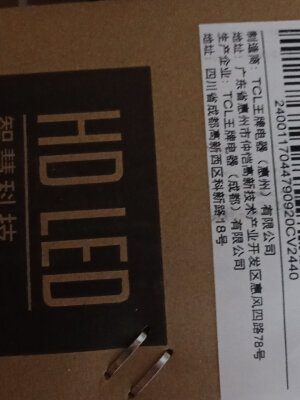 HD LED
智慧科技
制造商：TCL王牌电器（惠州）有限公司
地址：广东省惠州市仲恺高新技术产业开发区惠风四路78号
生产企业：TCL王牌电器（成都）有限公司
地址：四川省成都高新西区科新路18号
2400117044790920CV2440